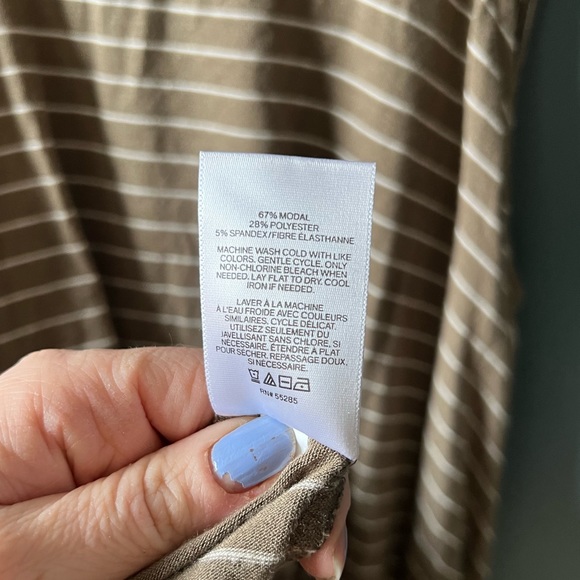 67% MODAL
28% POLYESTER
5% SPANDEX/FIBRE ÉLASTHANNE
MACHINE WASH COLD WITH LIKE
COLORS. GENTLE CYCLE. ONLY
NON-CHLORINE BLEACH WHEN
NEEDED. LAY FLAT TO DRY. COOL
IRON IF NEEDED.
LAVER À LA MACHINE
À L'EAU FROIDE AVEC COULEURS
SIMILAIRES. CYCLE DÉLICAT.
UTILISEZ SEULEMENT DU
JAVELLISANT SANS CHLORE, SI
NÉCESSAIRE. ÉTENDRE À PLAT
POUR SÉCHER. REPASSAGE DOUX,
SI NÉCESSAIRE.
RN# 55285